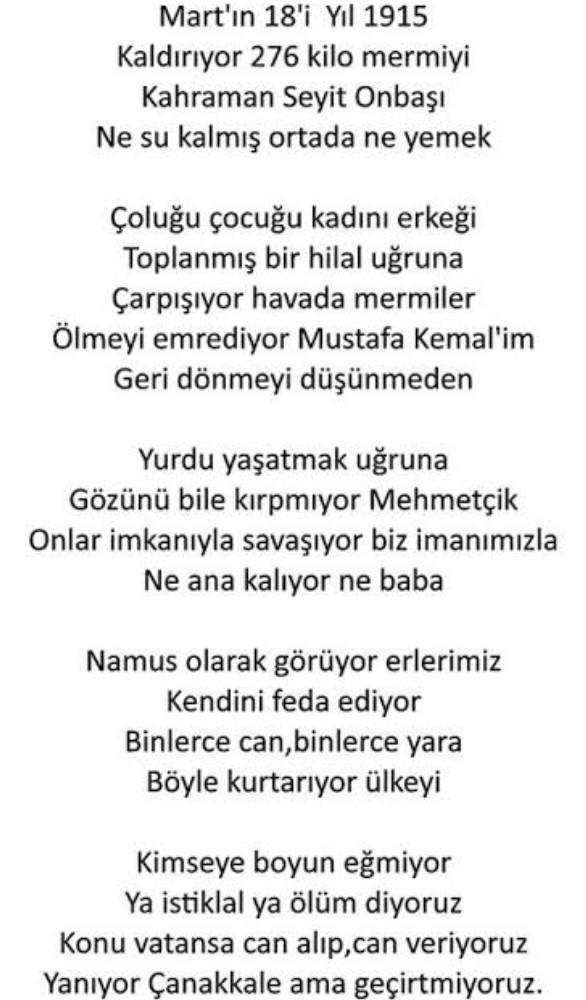 Mart'ın 18'i Yıl 1915
Kaldırıyor 276 kilo mermiyi
Kahraman Seyit Onbaşı
Ne su kalmış ortada ne yemek
Çoluğu çocuğu kadını erkeği
Toplanmış bir hilal uğruna
Çarpışıyor havada mermiler
Ölmeyi emrediyor Mustafa Kemal'im
Geri dönmeyi düşünmeden
Yurdu yaşatmak uğruna
Gözünü bile kırpmıyor Mehmetçik
Onlar imkanıyla savaşıyor biz imanımızla
Ne ana kalıyor ne baba
Namus olarak görüyor erlerimiz
Kendini feda ediyor
Binlerce can,binlerce yara
Böyle kurtarıyor ülkeyi
Kimseye boyun eğmiyor
Ya istiklal ya ölüm diyoruz
Konu vatansa can alıp,can veriyoruz
Yanıyor Çanakkale ama geçirtmiyoruz.